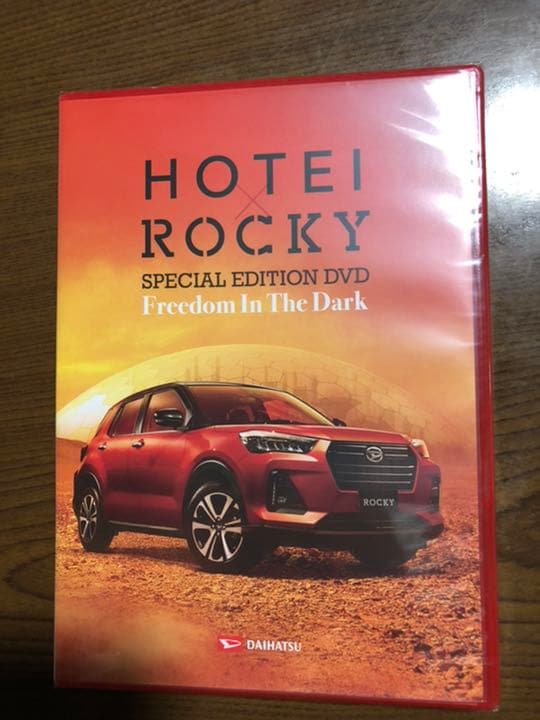 HOTEI
×
ROCKY
SPECIAL EDITION DVD
Freedom In The Dark
ROCKY
DAIHATSU